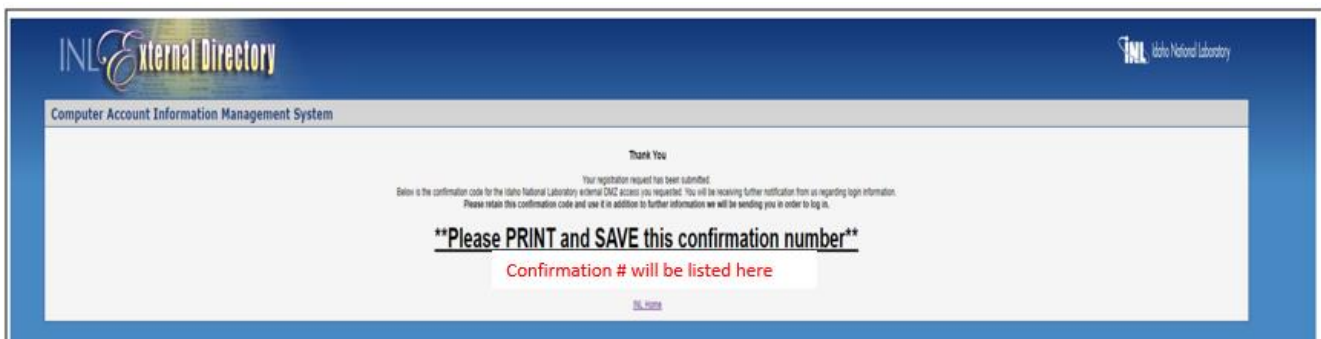 INL External Directory
INL Idaho National Laboratory
Computer Account Information Management System
Thank You
Your registration request has been submitted.
Below is the confirmation code for the Idaho National Laboratory external DMZ access you requested. You will be receiving further notification from us regarding login information.
Please retain this confirmation code and use it in addition to further information we will be sending you in order to log in.
**Please PRINT and SAVE this confirmation number**
Confirmation # will be listed here
INL Home